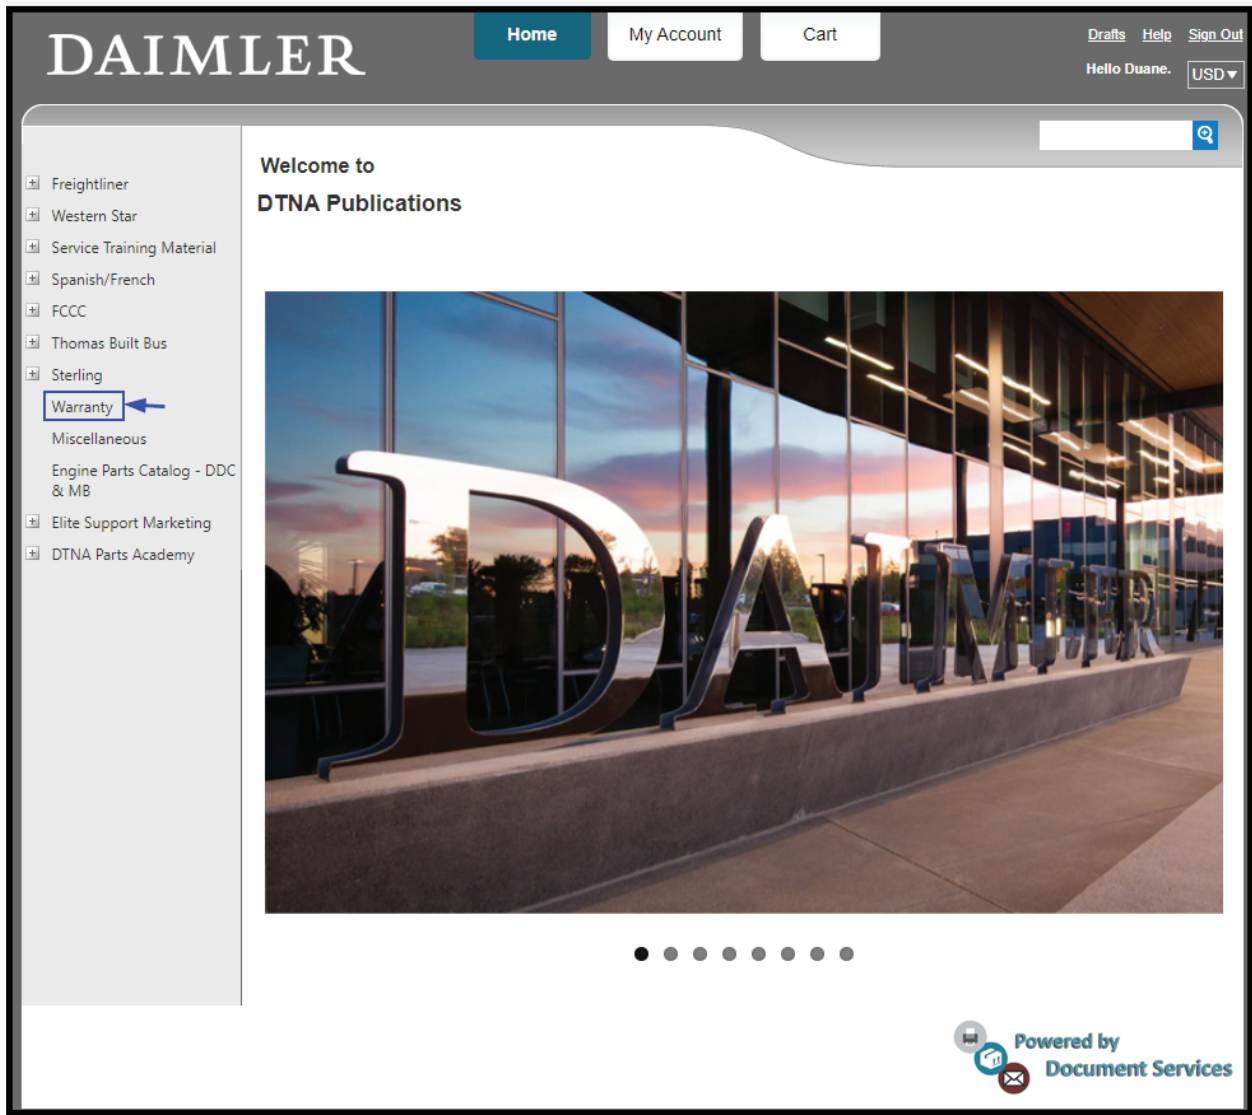 DAIMLER
Home
My Account
Cart
Drafts Help Sign Out
Hello Duane.
USD▼
Welcome to
DTNA Publications
Freightliner
Western Star
Service Training Material
Spanish/French
FCCC
Thomas Built Bus
Sterling
Warranty
Miscellaneous
Engine Parts Catalog - DDC
& MB
Elite Support Marketing
DTNA Parts Academy
DAIMLER
Powered by
Document Services